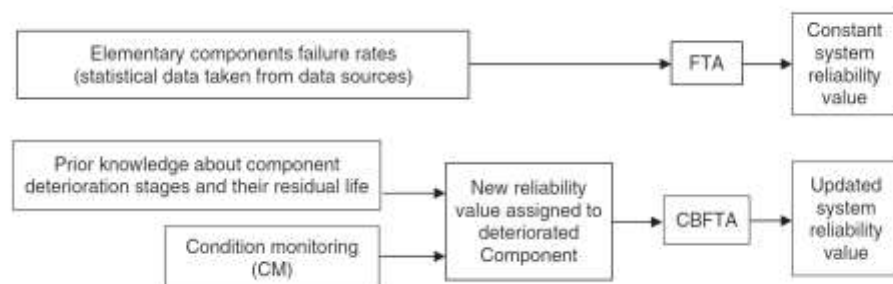 Elementary components failure rates
(statistical data taken from data sources)
FTA
Constant
system
reliability
value
Prior knowledge about component
deterioration stages and their residual life
Condition monitoring
(CM)
New reliability
value assigned to
deteriorated
Component
CBFTA
Updated
system
reliability
value